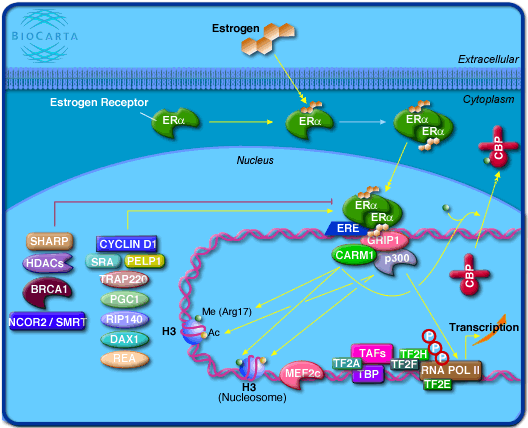 BIOCARTA
Estrogen
Extracellular
Cytoplasm
Estrogen Receptor
ERα
ERα
ERα
ERα
CBP
Nucleus
ERα
ERα
ERE
GRIP1
CARM1
p300
CBP
SHARP
HDACs
BRCA1
NCOR2 / SMRT
CYCLIN D1
SRA
PELP1
TRAP220
PGC1
RIP140
DAX1
REA
Me (Arg17)
H3
Ac
H3
(Nucleosome)
MEF2c
TAFs
TF2A
TBP
TF2H
TF2F
TF2E
RNA POL II
P
P
P
Transcription